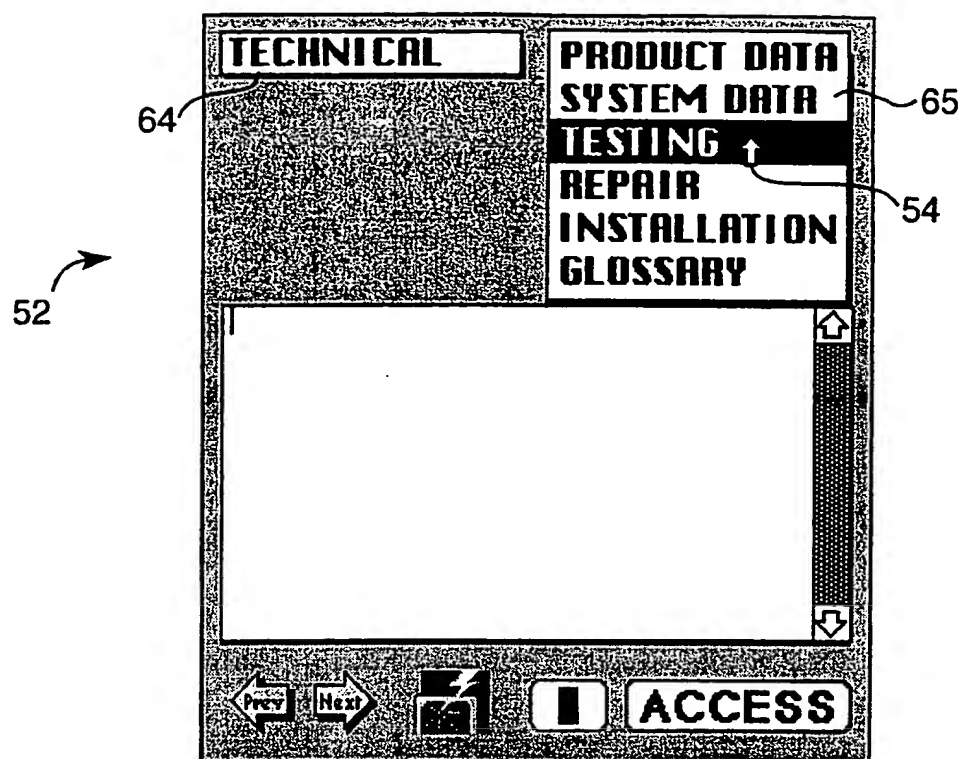 TECHNICAL
PRODUCT DATA
SYSTEM DATA
TESTING
REPAIR
INSTALLATION
GLOSSARY
64
65
54
52
Prev
Next
ACCESS